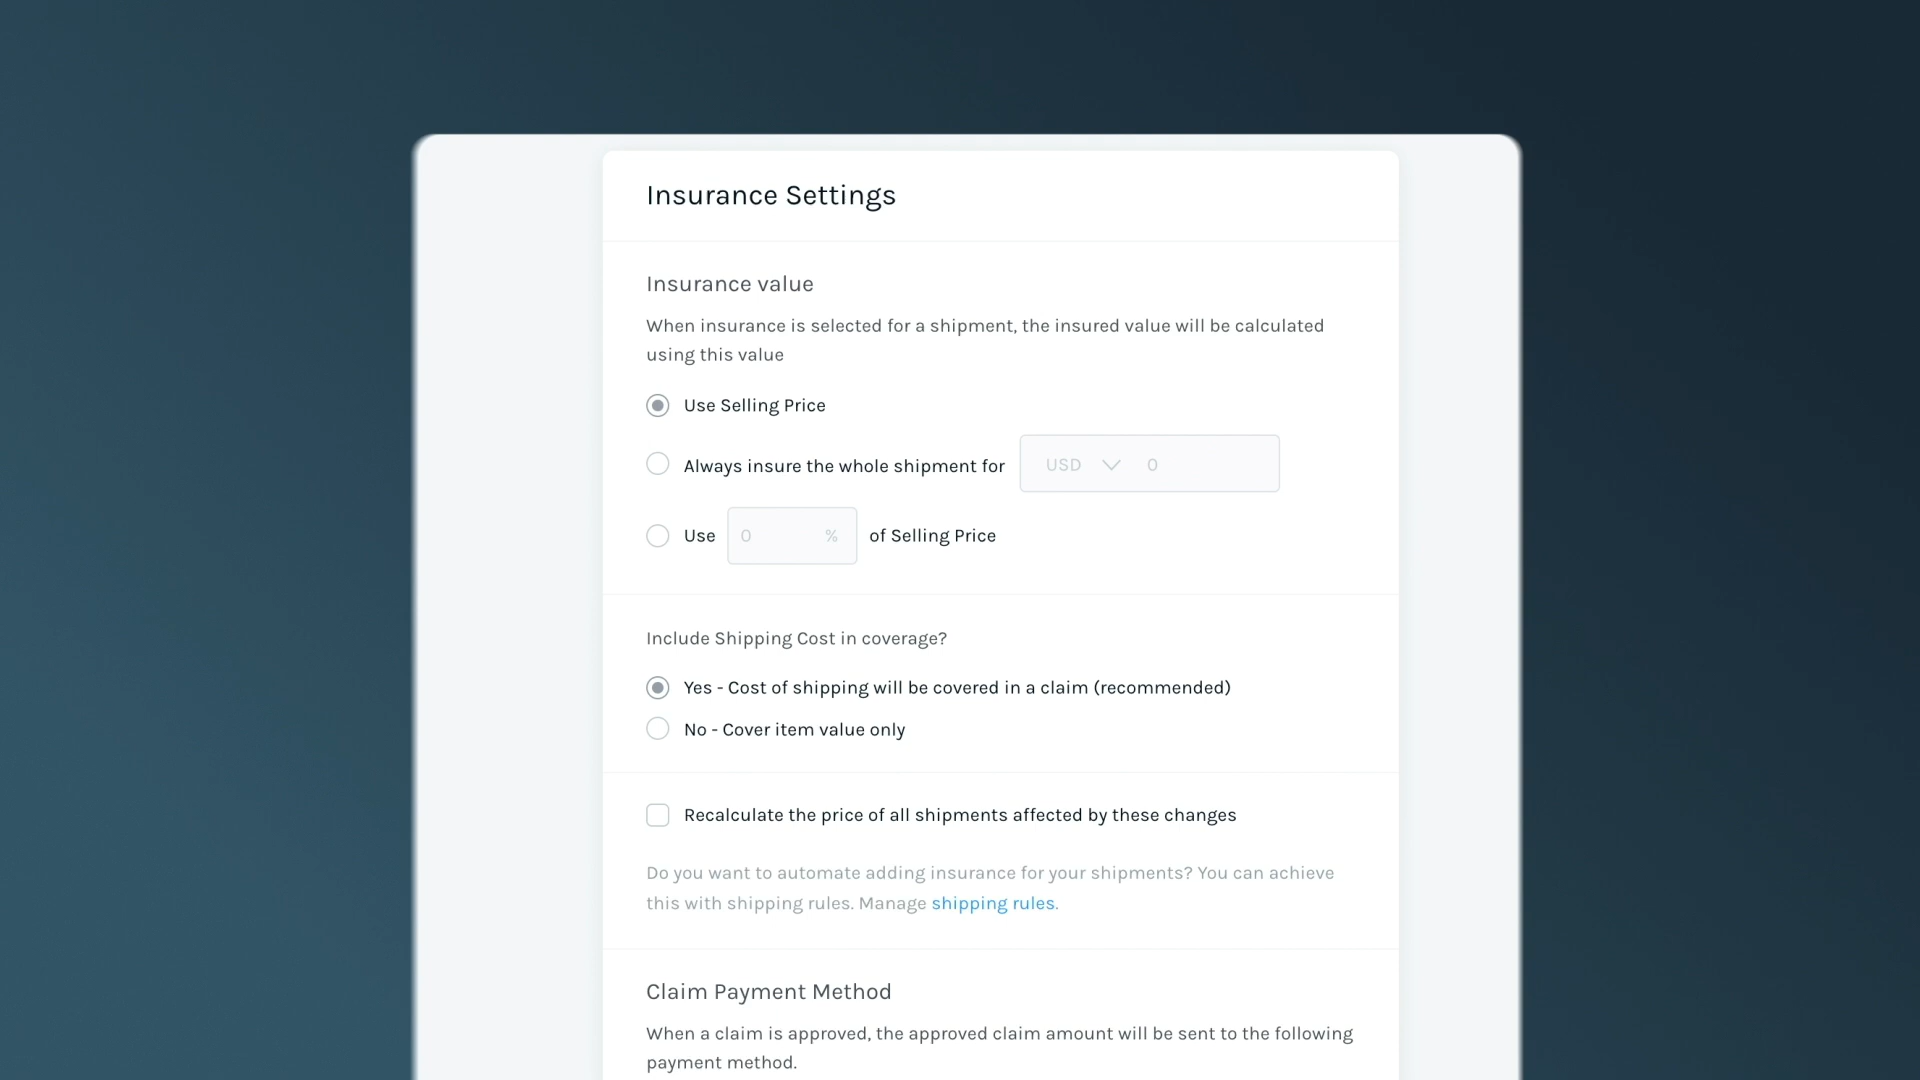 Insurance Settings
Insurance value
When insurance is selected for a shipment, the insured value will be calculated
using this value
Use Selling Price
Always insure the whole shipment for USD 0
Use 0 % of Selling Price
Include Shipping Cost in coverage?
Yes - Cost of shipping will be covered in a claim (recommended)
No - Cover item value only
Recalculate the price of all shipments affected by these changes
Do you want to automate adding insurance for your shipments? You can achieve
this with shipping rules. Manage shipping rules.
Claim Payment Method
When a claim is approved, the approved claim amount will be sent to the following
payment method.